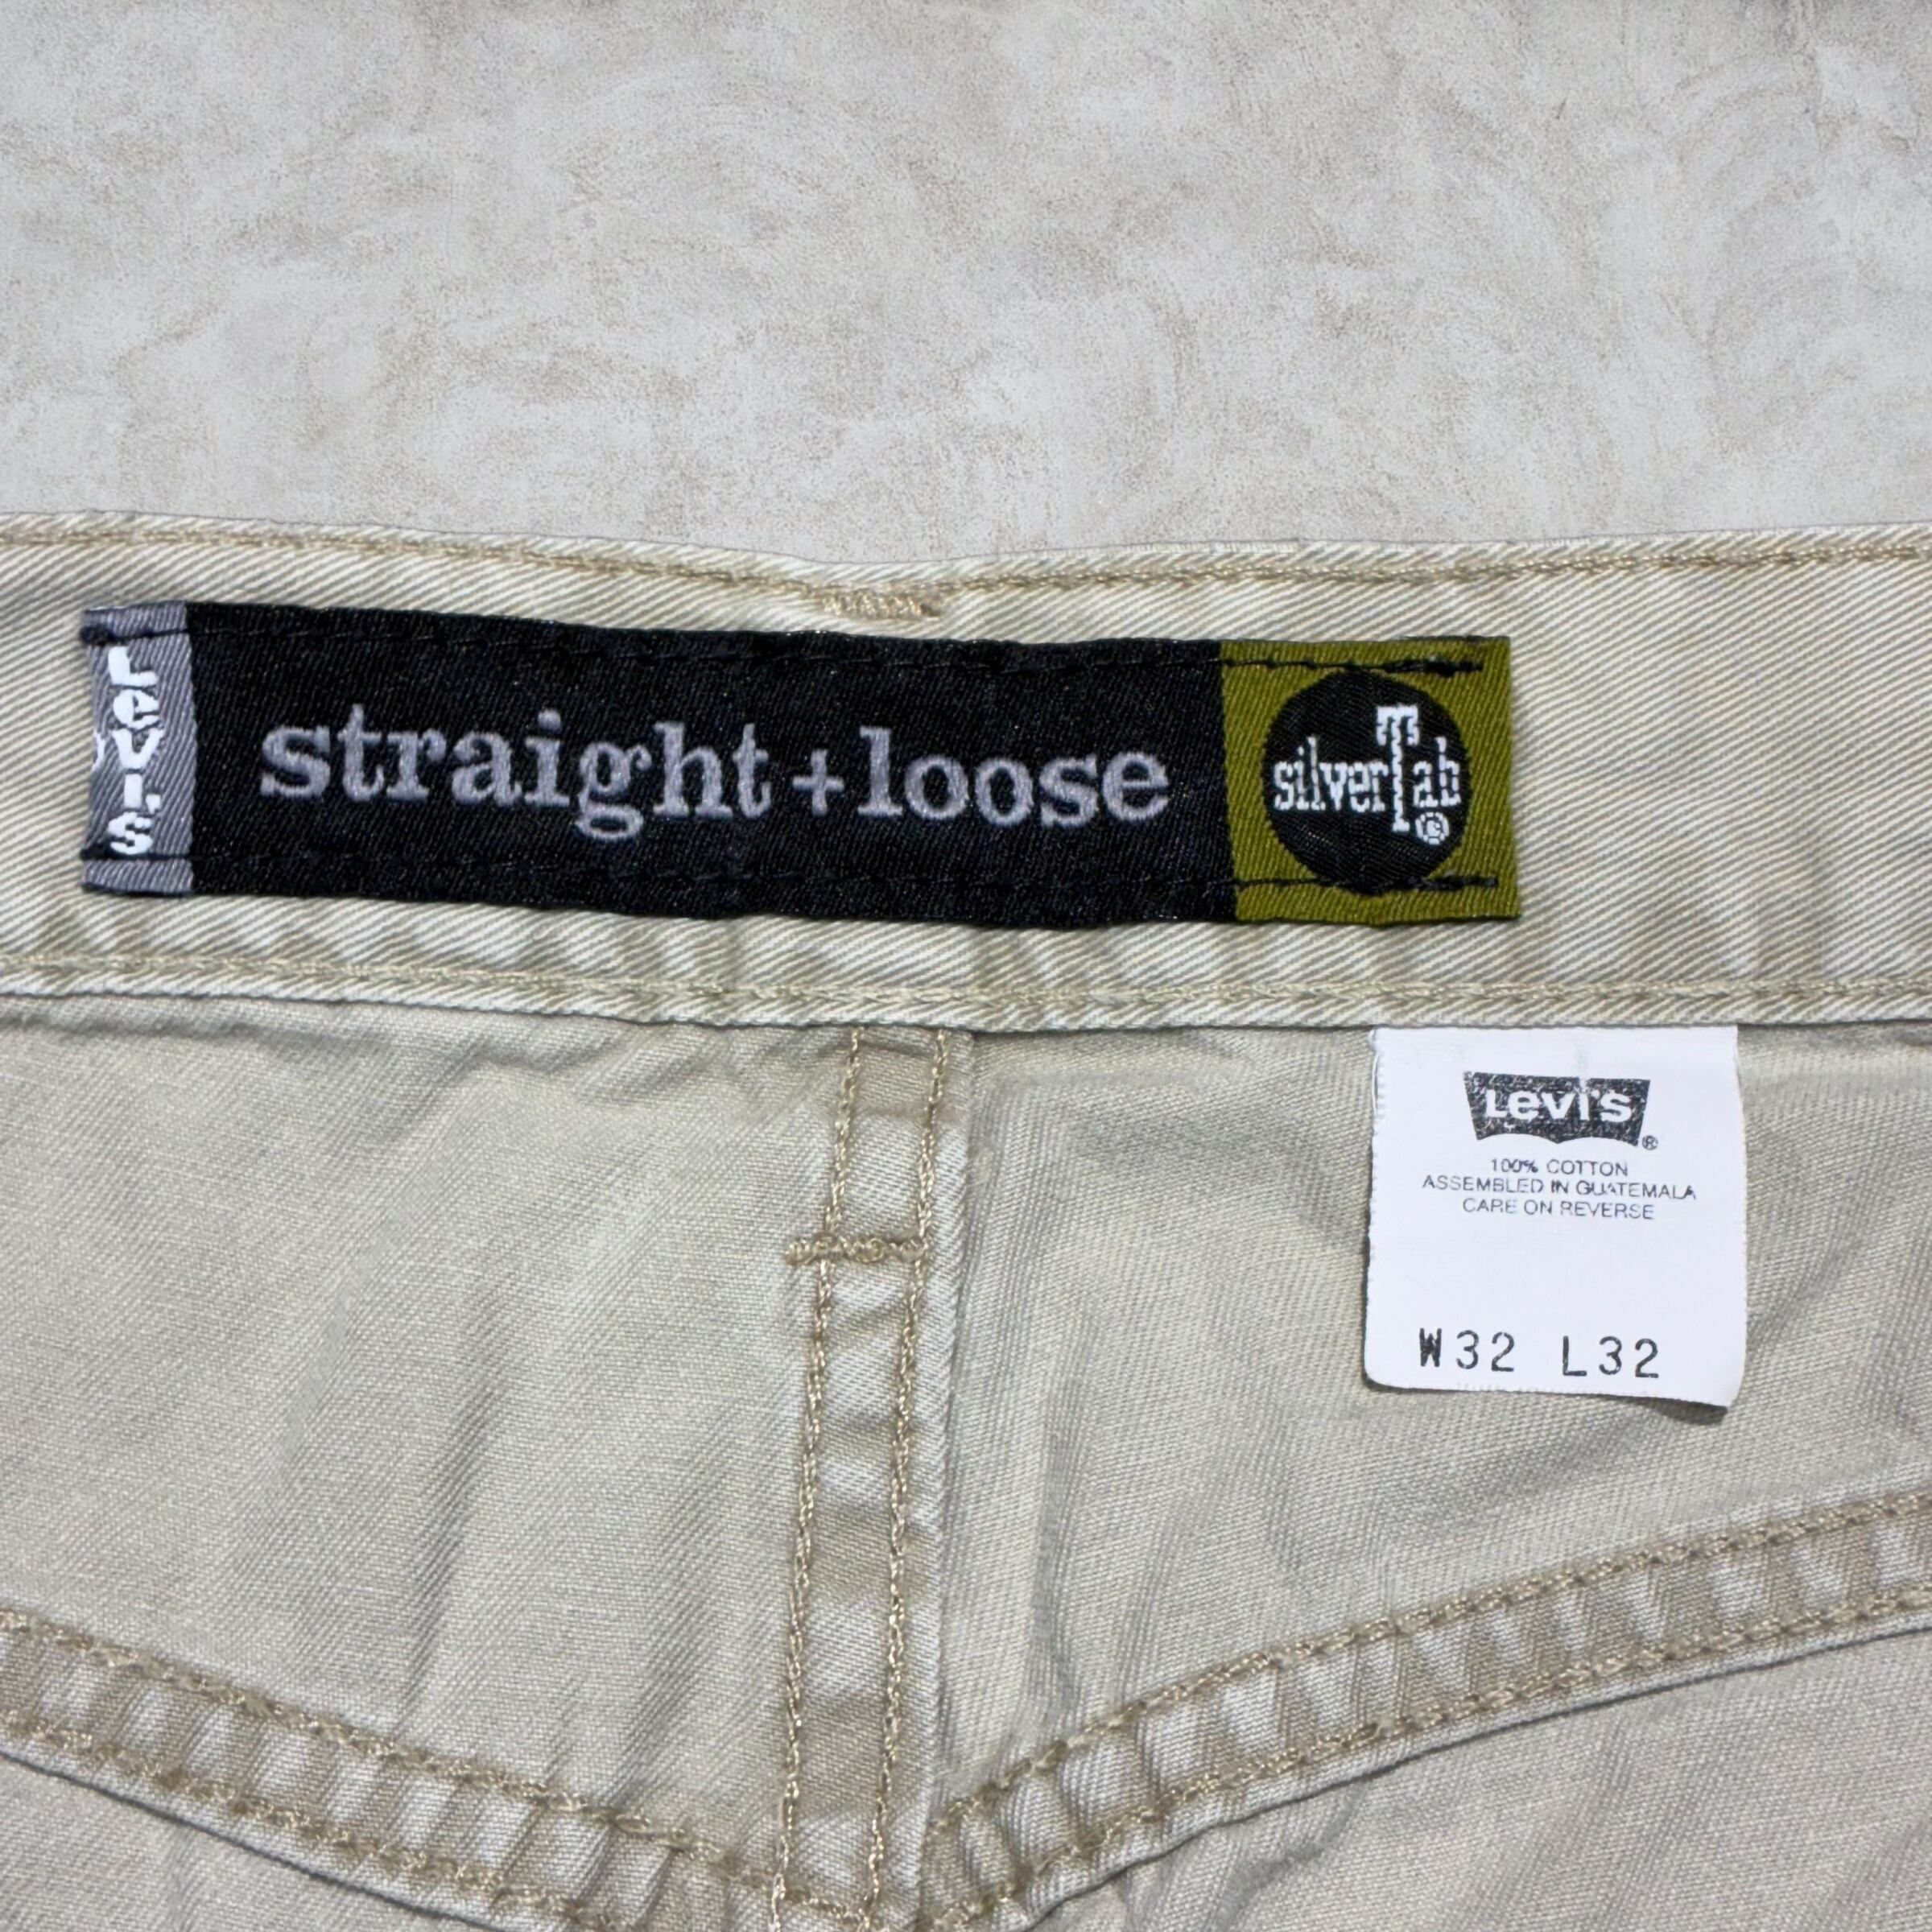 LEVI'S
straight+loose
silverTab®
Levi's®
100% COTTON
ASSEMBLED IN GUATEMALA
CARE ON REVERSE
W32 L32